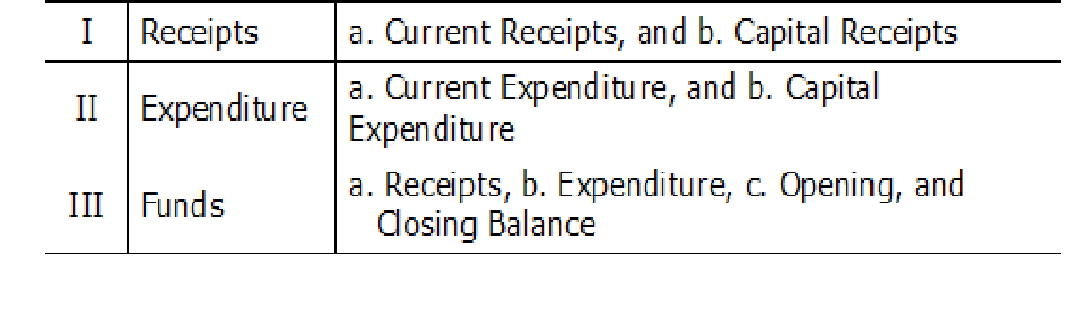 I Receipts a. Current Receipts, and b. Capital Receipts
II Expenditure a. Current Expenditure, and b. Capital
Expenditure
III Funds a. Receipts, b. Expenditure, c. Opening, and
Closing Balance